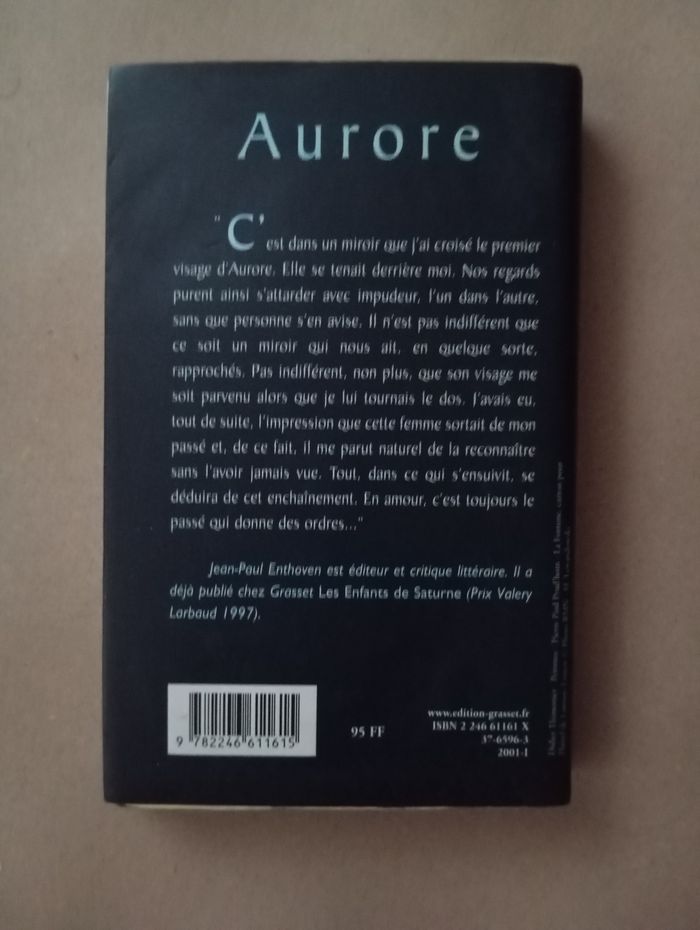 Aurore
" C'est dans un miroir que j'ai croisé le premier
visage d'Aurore. Elle se tenait derrière moi. Nos regards
purent ainsi s'attarder avec impudeur, l'un dans l'autre,
sans que personne s'en avise. Il n'est pas indifférent que
ce soit un miroir qui nous ait, en quelque sorte,
rapprochés. Pas indifférent, non plus, que son visage me
soit parvenu alors que je lui tournais le dos. J'avais eu,
tout de suite, l'impression que cette femme sortait de mon
passé et, de ce fait, il me parut naturel de la reconnaître
sans l'avoir jamais vue. Tout, dans ce qui s'ensuivit, se
déduira de cet enchaînement. En amour, c'est toujours le
passé qui donne des ordres..."
Jean-Paul Enthoven est éditeur et critique littéraire. Il a
déjà publié chez Grasset Les Enfants de Saturne (Prix Valery
Larbaud 1997).
9 782246 611615
95 FF
www.edition-grasset.fr
ISBN 2 246 61161 X
37-6596-3
2001-I